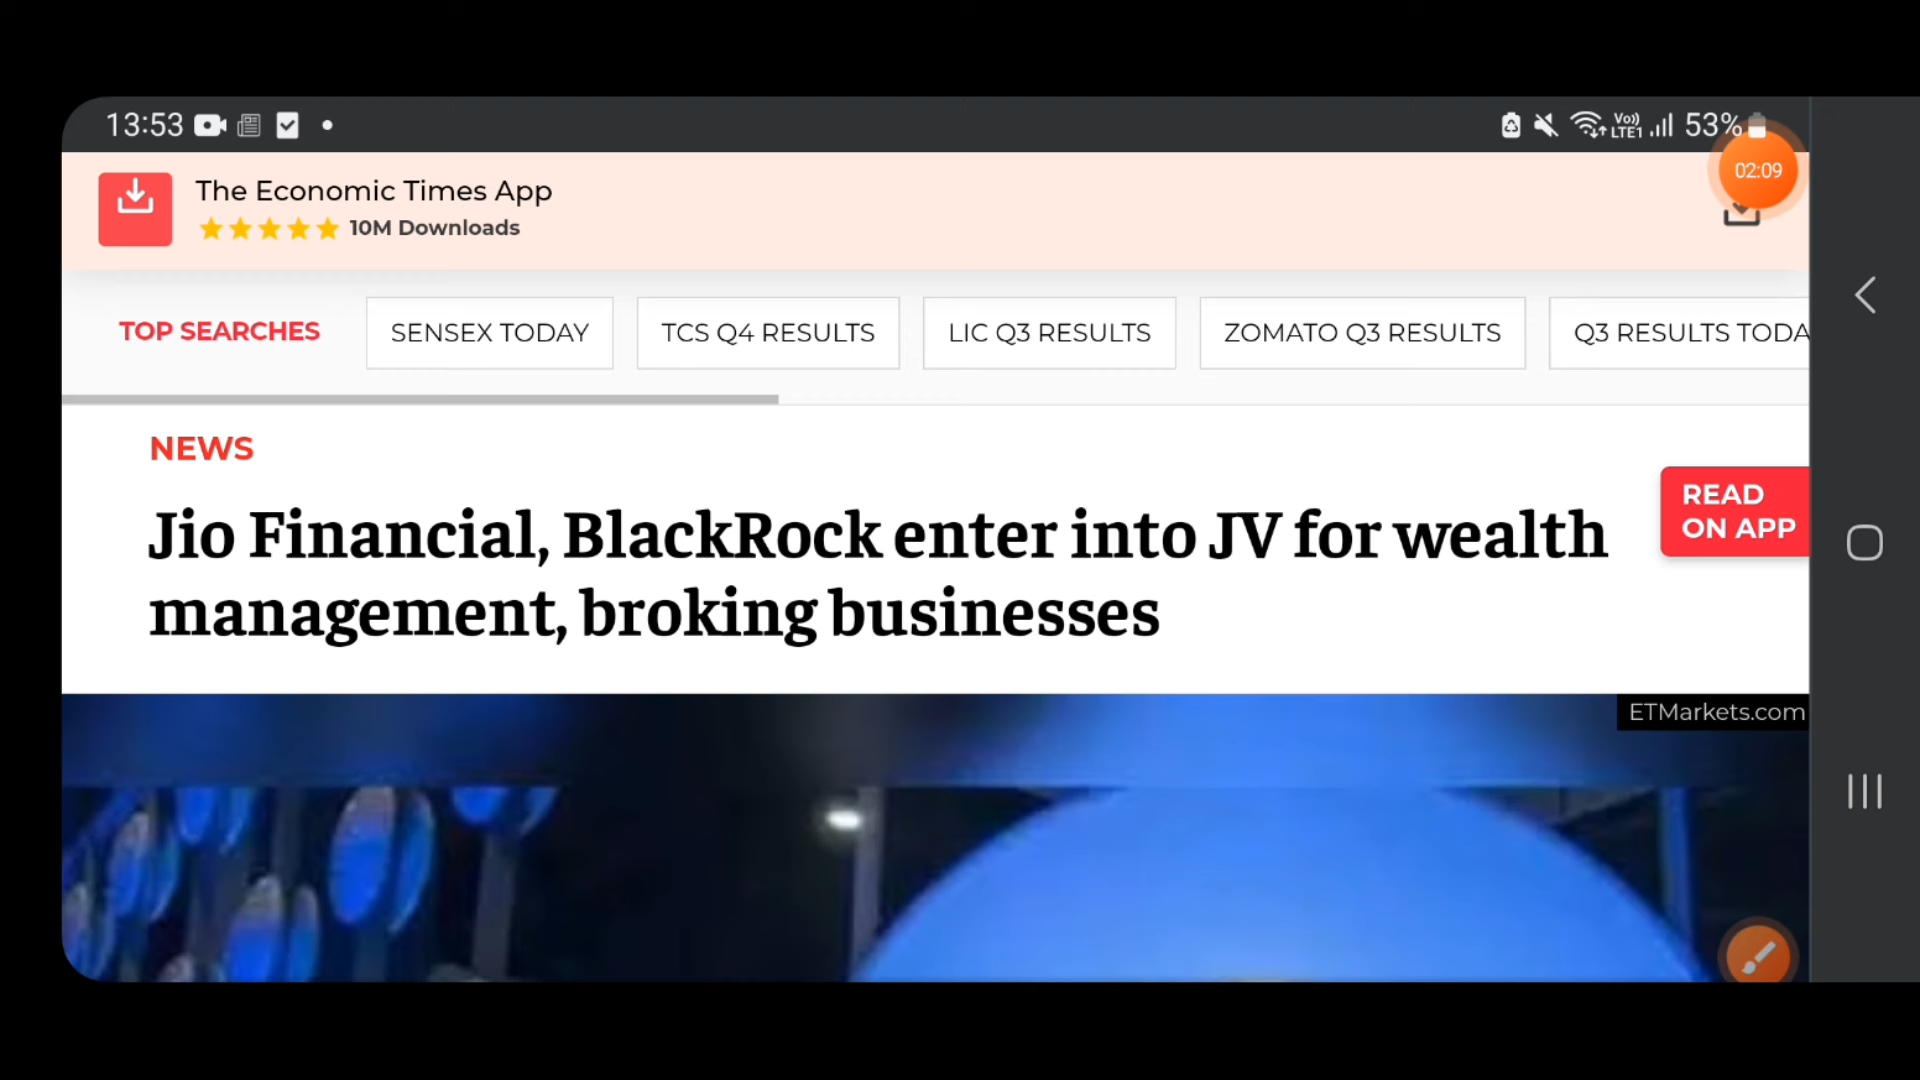 13:53
Vo))
LTE1
53%
02:09
The Economic Times App
10M Downloads
TOP SEARCHES
SENSEX TODAY
TCS Q4 RESULTS
LIC Q3 RESULTS
ZOMATO Q3 RESULTS
Q3 RESULTS TODA
NEWS
Jio Financial, BlackRock enter into JV for wealth
management, broking businesses
READ
ON APP
ETMarkets.com